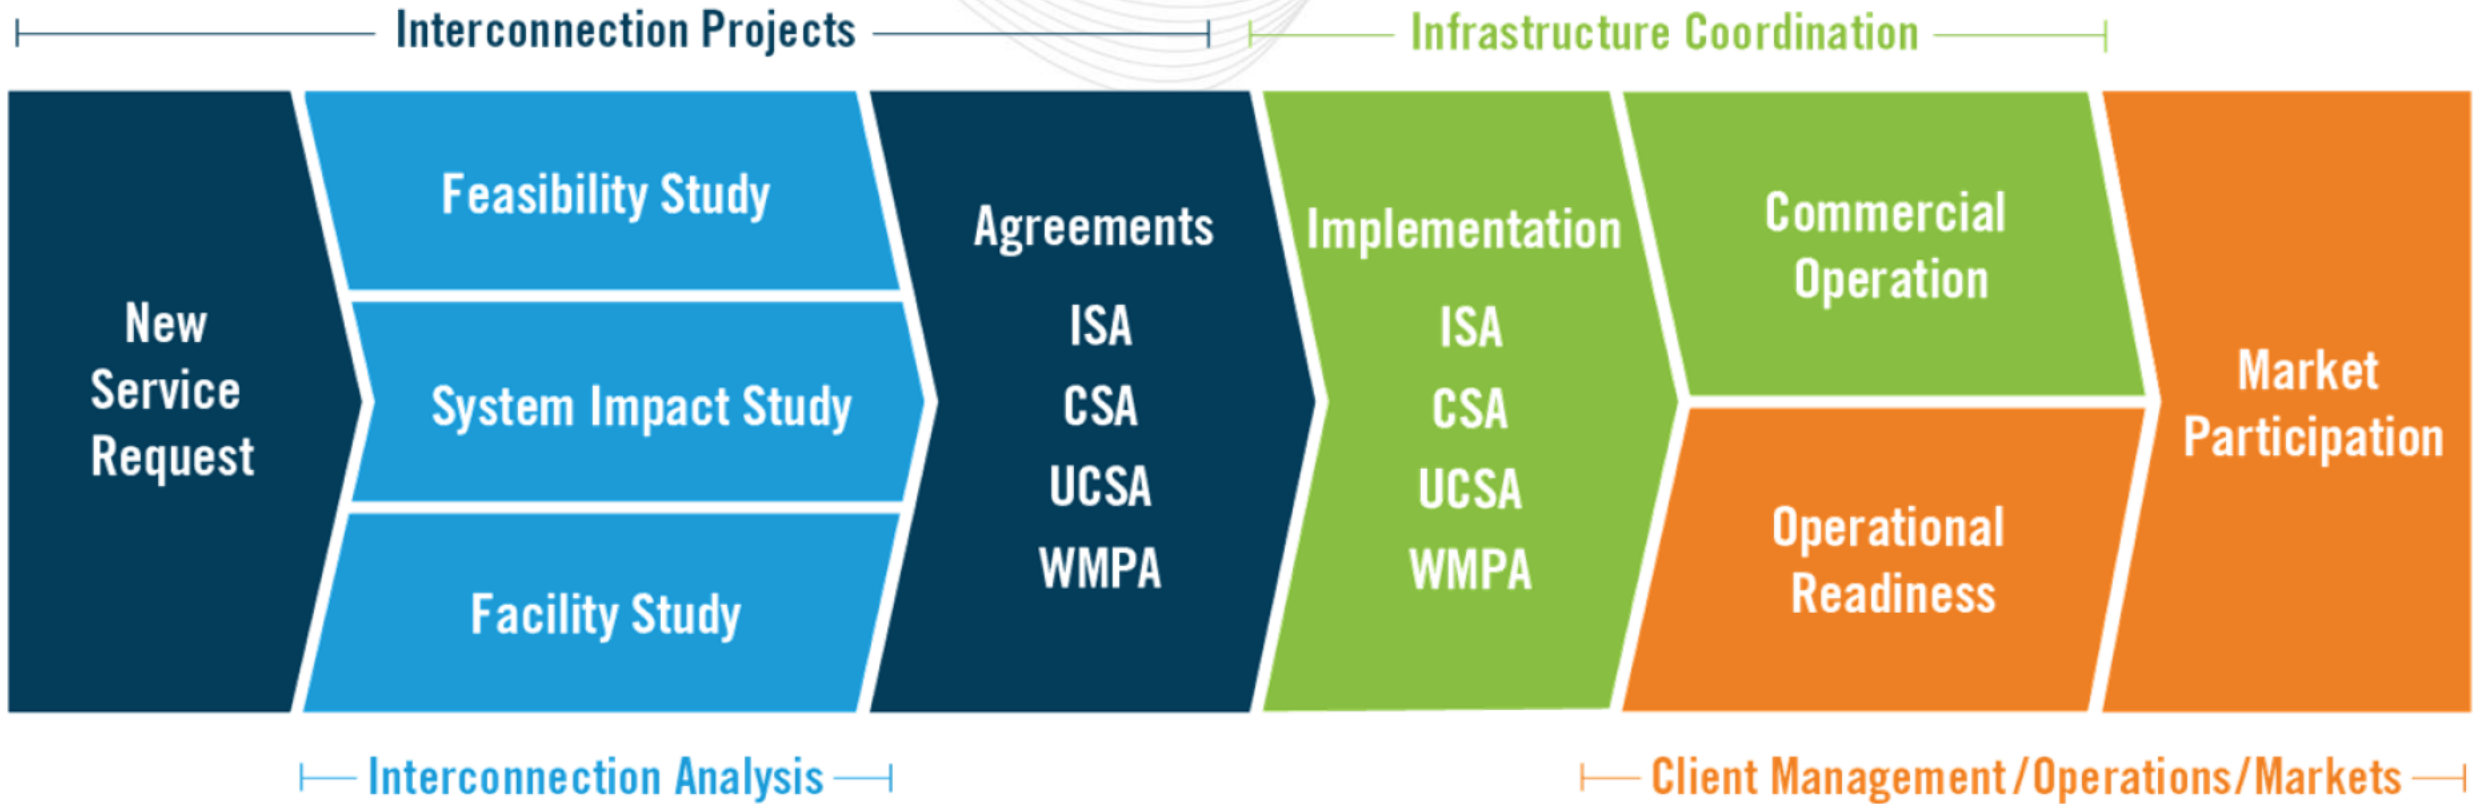 Interconnection Projects
Infrastructure Coordination
New
Service
Request
Feasibility Study
System Impact Study
Facility Study
Agreements
ISA
CSA
UCSA
WMPA
Implementation
ISA
CSA
UCSA
WMPA
Commercial
Operation
Operational
Readiness
Market
Participation
Interconnection Analysis
Client Management/Operations/Markets